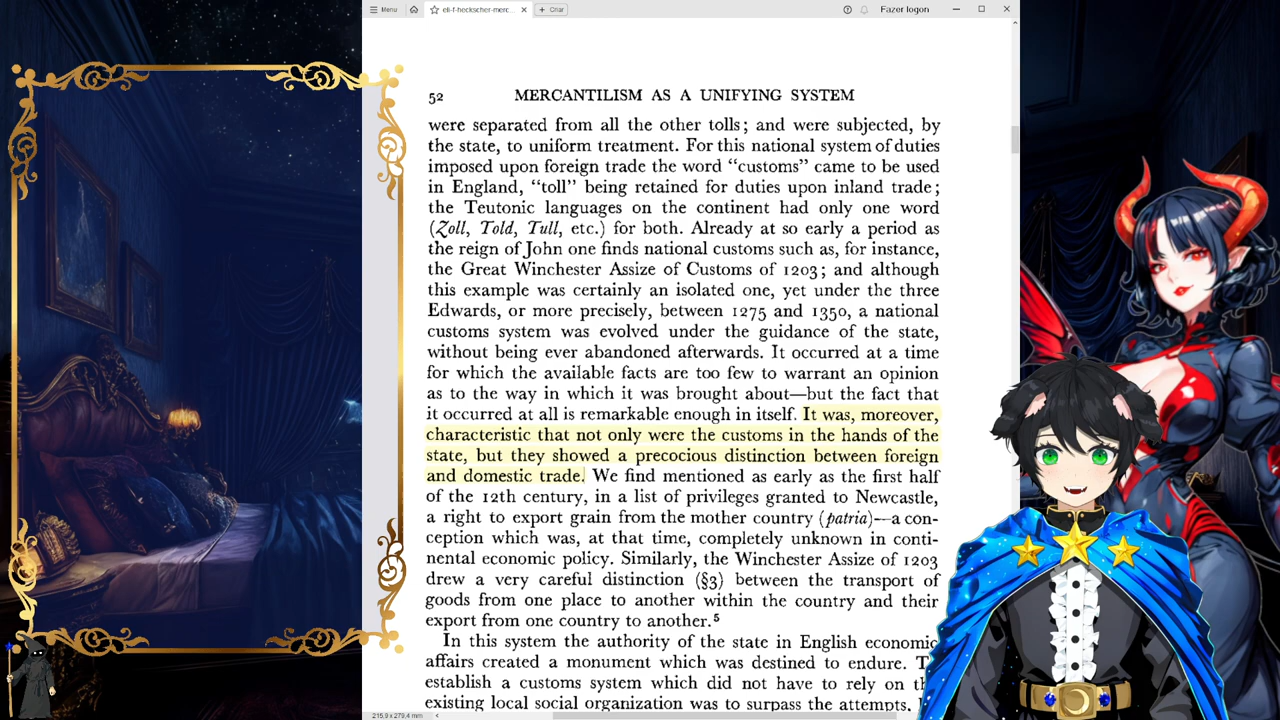 Menu
eli-f-heckscher-merc...
+ Criar
Fazer logon
52 MERCANTILISM AS A UNIFYING SYSTEM
were separated from all the other tolls; and were subjected, by
the state, to uniform treatment. For this national system of duties
imposed upon foreign trade the word “customs” came to be used
in England, “toll” being retained for duties upon inland trade;
the Teutonic languages on the continent had only one word
(Zoll, Told, Tull, etc.) for both. Already at so early a period as
the reign of John one finds national customs such as, for instance,
the Great Winchester Assize of Customs of 1203; and although
this example was certainly an isolated one, yet under the three
Edwards, or more precisely, between 1275 and 1350, a national
customs system was evolved under the guidance of the state,
without being ever abandoned afterwards. It occurred at a time
for which the available facts are too few to warrant an opinion
as to the way in which it was brought about—but the fact that
it occurred at all is remarkable enough in itself. It was, moreover,
characteristic that not only were the customs in the hands of the
state, but they showed a precocious distinction between foreign
and domestic trade. We find mentioned as early as the first half
of the 12th century, in a list of privileges granted to Newcastle,
a right to export grain from the mother country (patria)—a con-
ception which was, at that time, completely unknown in conti-
nental economic policy. Similarly, the Winchester Assize of 1203
drew a very careful distinction (§3) between the transport of
goods from one place to another within the country and their
export from one country to another.5
In this system the authority of the state in English economic
affairs created a monument which was destined to endure. T
establish a customs system which did not have to rely on th
existing local social organization was to surpass the attempts,
215,9 x 279,4 mm